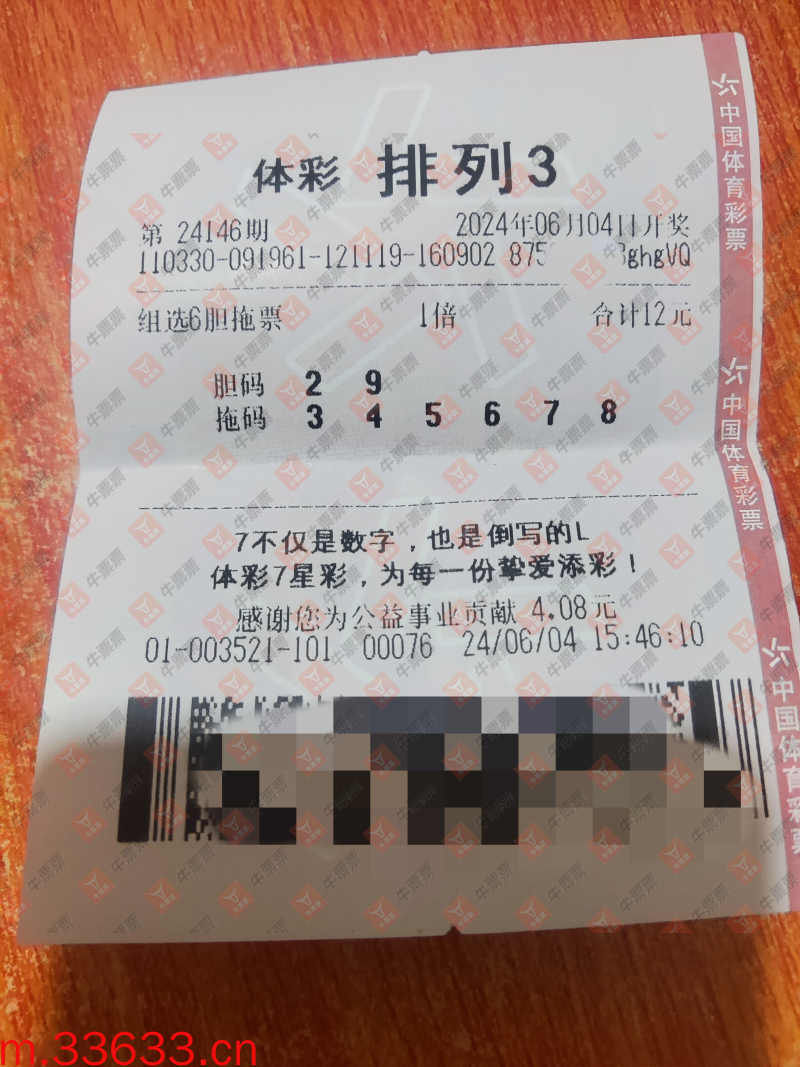 体彩 排列3
第 24146期 2024年06月04日开奖
110330-091961-121119-160902 875 ghgVQ
组选6胆拖票 1倍 合计12元
胆码 2 9
拖码 3 4 5 6 7 8
7不仅是数字，也是倒写的L
体彩7星彩，为每一份挚爱添彩！
感谢您为公益事业贡献 4.08元
01-003521-101 00076 24/06/04 15:46:10
中国体育彩票
中国体育彩票
中国体育彩票
牛票票
m.33633.cn